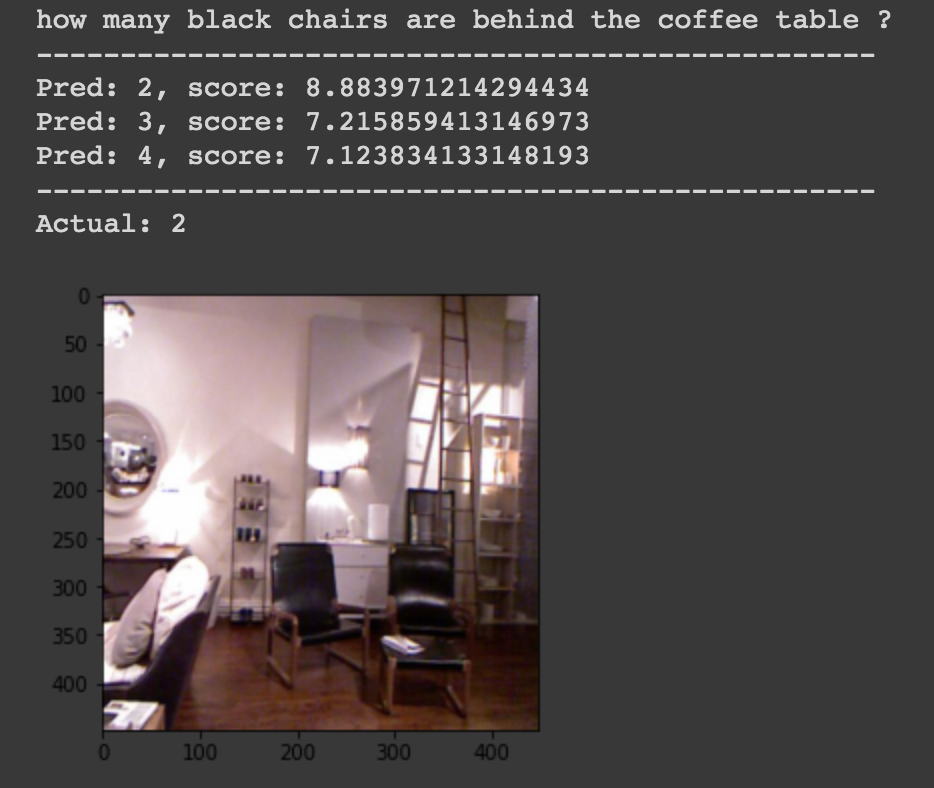 how many black chairs are behind the coffee table ?
--------------------------------------------------
Pred: 2, score: 8.883971214294434
Pred: 3, score: 7.215859413146973
Pred: 4, score: 7.123834133148193
--------------------------------------------------
Actual: 2
0
50
100
150
200
250
300
350
400
0 100 200 300 400